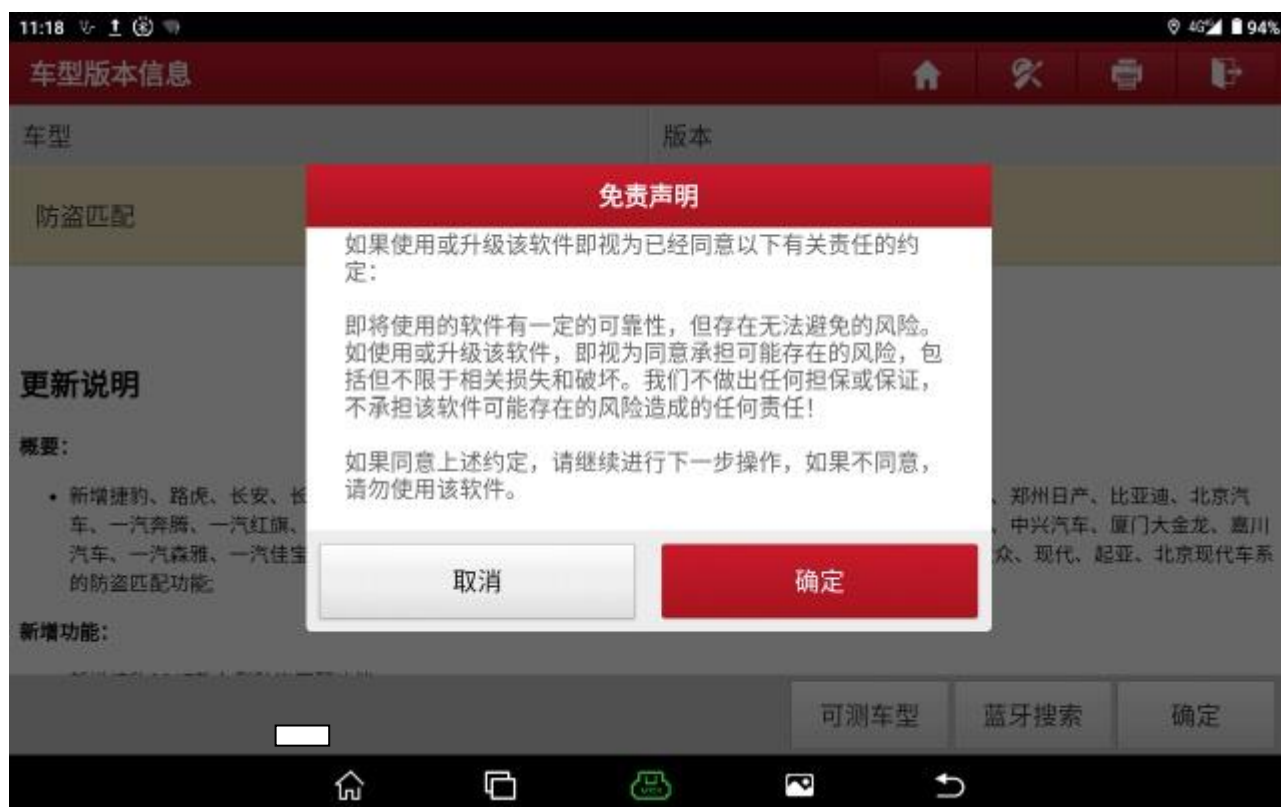 11:18
4G
94%
车型版本信息
车型
版本
防盗匹配
免责声明
如果使用或升级该软件即视为已经同意以下有关责任的约
定：
即将使用的软件有一定的可靠性，但存在无法避免的风险。
如使用或升级该软件，即视为同意承担可能存在的风险，包
括但不限于相关损失和破坏。我们不做出任何担保或保证，
不承担该软件可能存在的风险造成的任何责任！
如果同意上述约定，请继续进行下一步操作，如果不同意，
请勿使用该软件。
取消
确定
更新说明
概要：
• 新增捷豹、路虎、长安、长
、郑州日产、比亚迪、北京汽
车、一汽奔腾、一汽红旗、
、中兴汽车、厦门大金龙、嘉川
汽车、一汽森雅、一汽佳宝
众、现代、起亚、北京现代车系
的防盗匹配功能;
新增功能：
可测车型
蓝牙搜索
确定
VCI